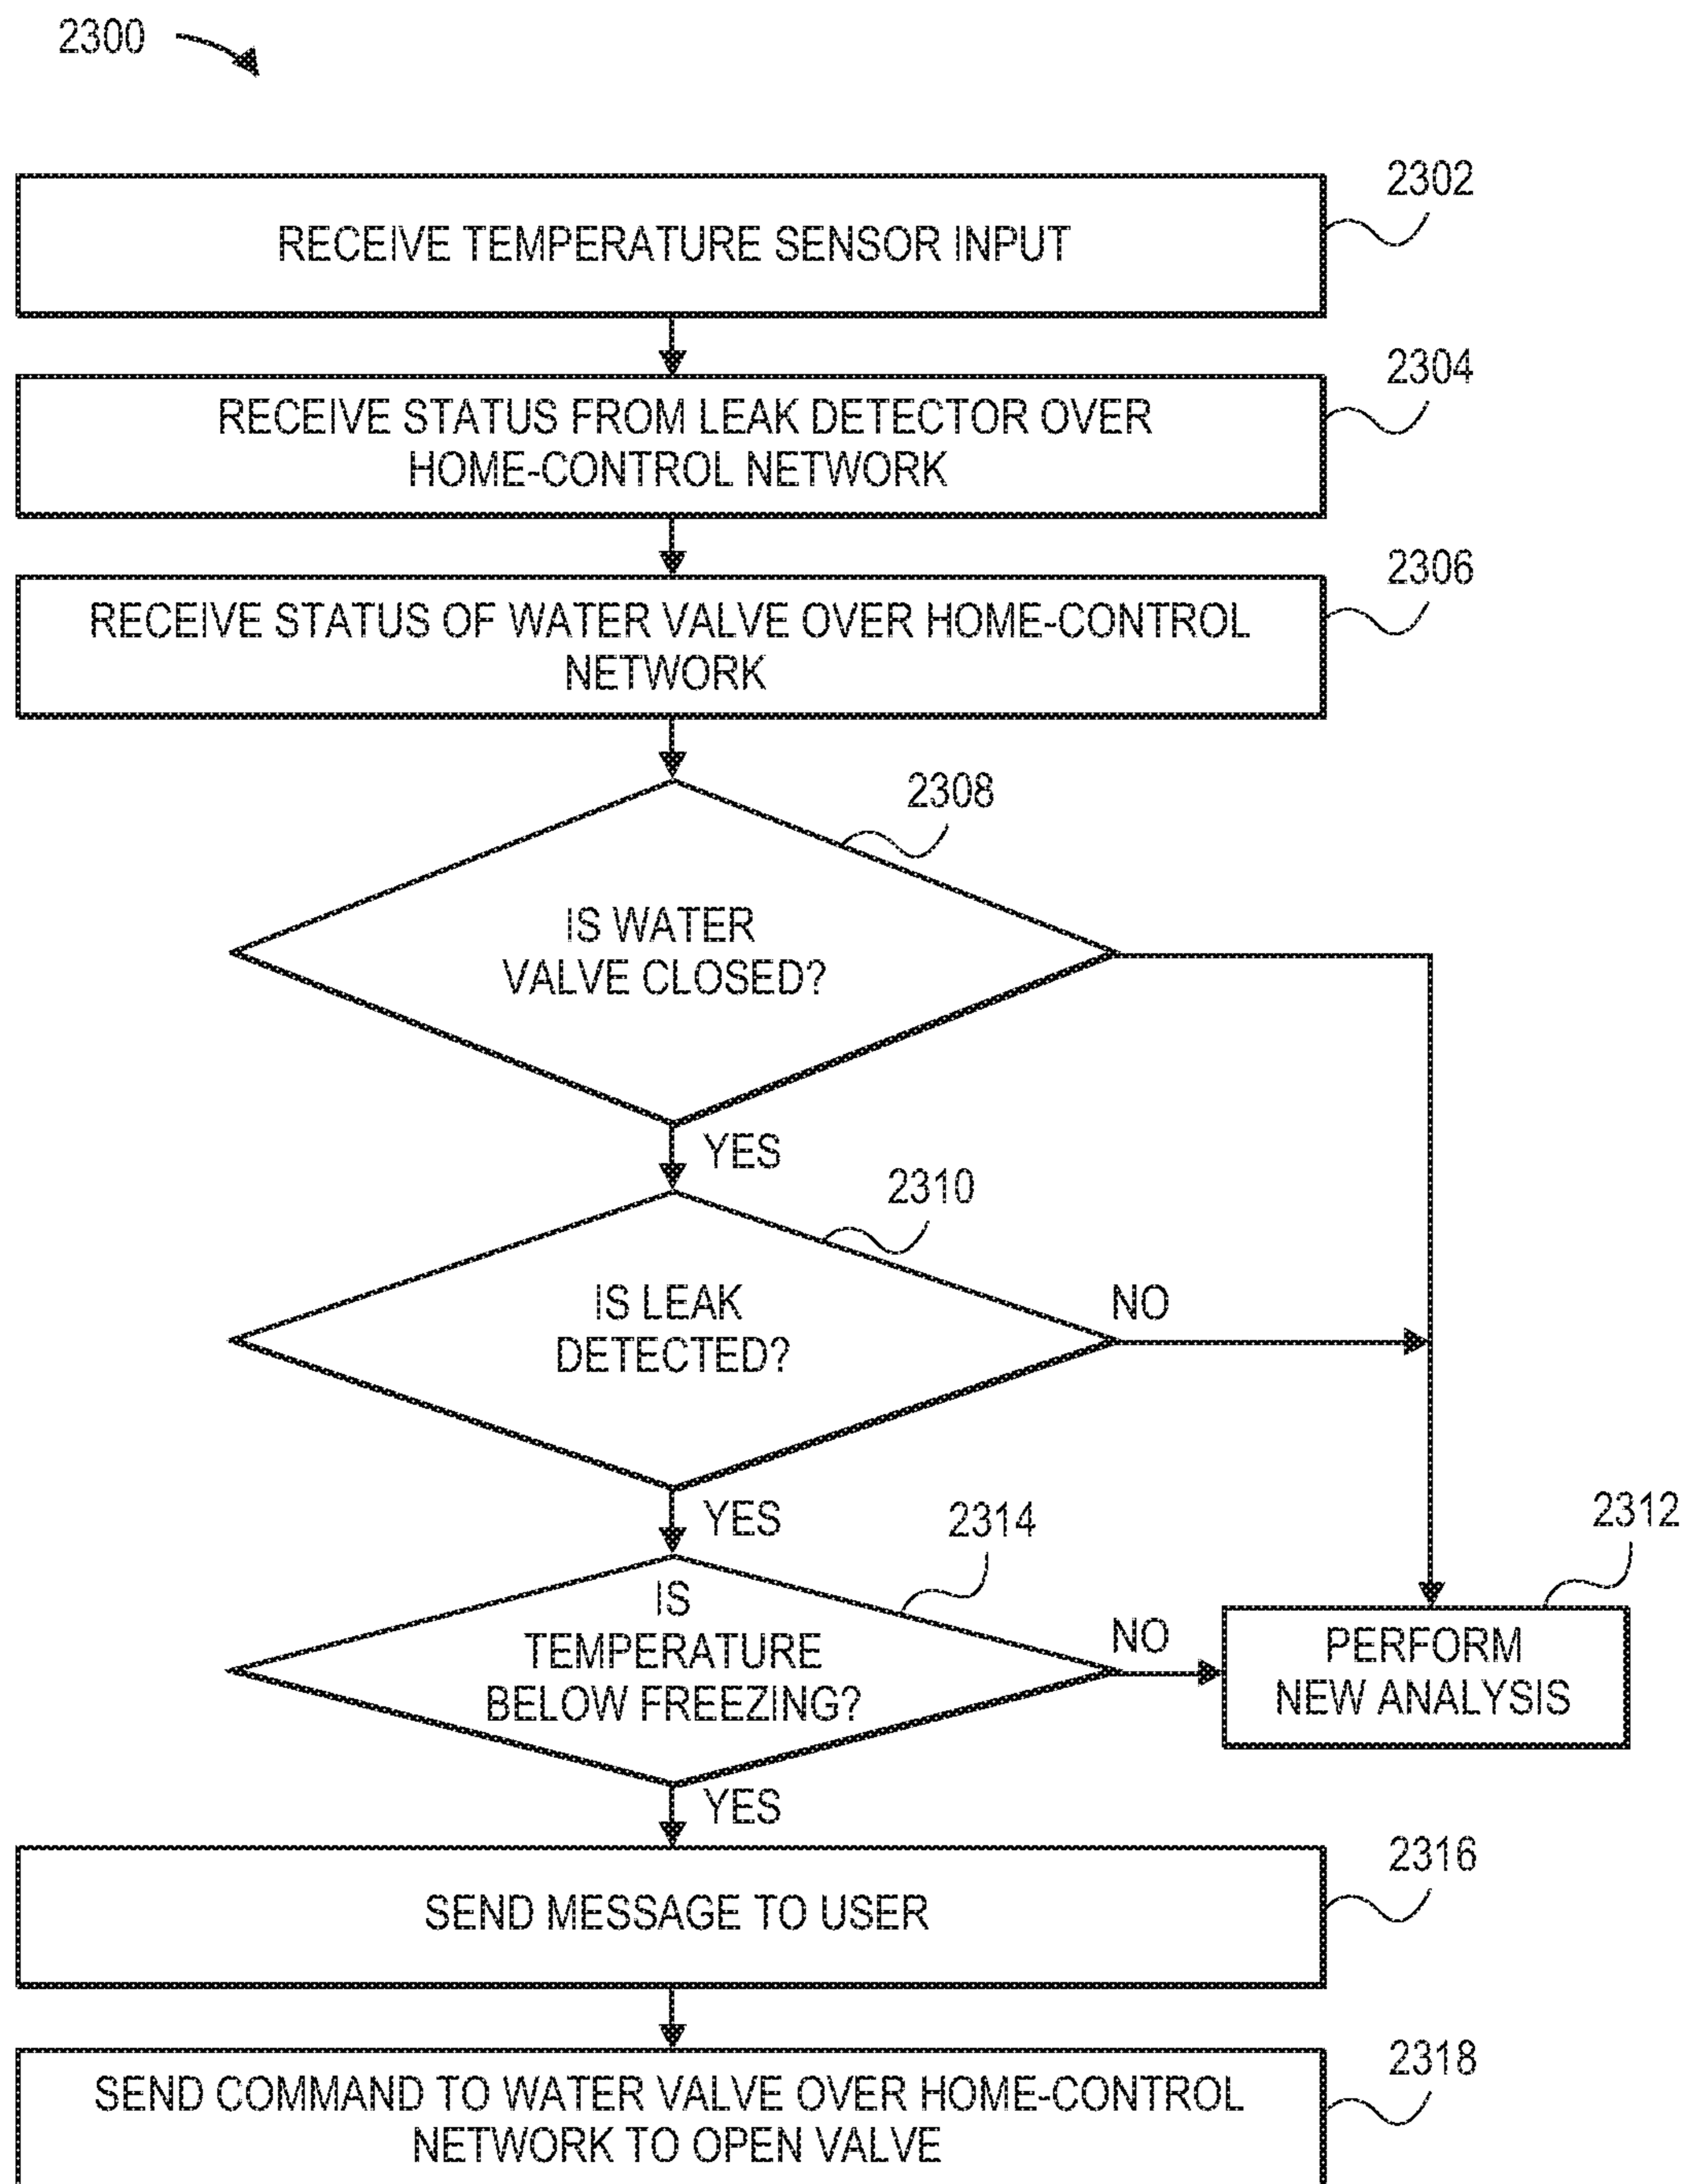 2300
2302
RECEIVE TEMPERATURE SENSOR INPUT
2304
RECEIVE STATUS FROM LEAK DETECTOR OVER
HOME-CONTROL NETWORK
2306
RECEIVE STATUS OF WATER VALVE OVER HOME-CONTROL
NETWORK
2308
IS WATER
VALVE CLOSED?
YES
2310
IS LEAK
DETECTED?
NO
YES
2314
IS
TEMPERATURE
BELOW FREEZING?
NO
2312
PERFORM
NEW ANALYSIS
YES
2316
SEND MESSAGE TO USER
2318
SEND COMMAND TO WATER VALVE OVER HOME-CONTROL
NETWORK TO OPEN VALVE